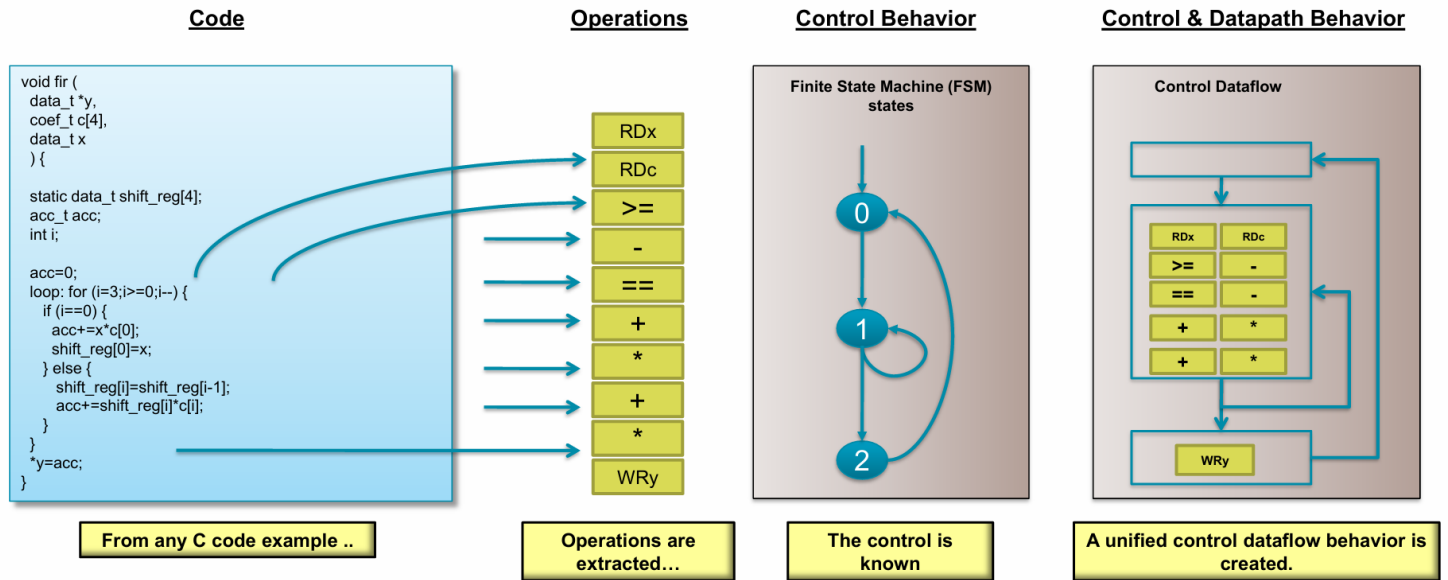 Code
Operations
Control Behavior
Control & Datapath Behavior
void fir (
data_t *y,
coef_t c[4],
data_t x
) {
static data_t shift_reg[4];
acc_t acc;
int i;
acc=0;
loop: for (i=3;i>=0;i--) {
if (i==0) {
acc+=x*c[0];
shift_reg[0]=x;
} else {
shift_reg[i]=shift_reg[i-1];
acc+=shift_reg[i]*c[i];
}
}
*y=acc;
}
RDx
RDc
>=
-
==
+
*
+
*
WRy
Finite State Machine (FSM)
states
0
1
2
Control Dataflow
RDx RDc
>= -
== -
+ *
+ *
WRy
From any C code example ..
Operations are
extracted…
The control is
known
A unified control dataflow behavior is
created.